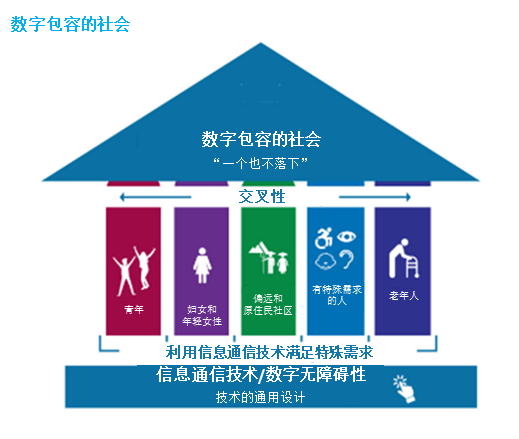 数字包容的社会
数字包容的社会
“一个也不落下”
交叉性
青年
妇女和
年轻女性
偏远和
原住民社区
有特殊需求
的人
老年人
利用信息通信技术满足特殊需求
信息通信技术/数字无障碍性
技术的通用设计